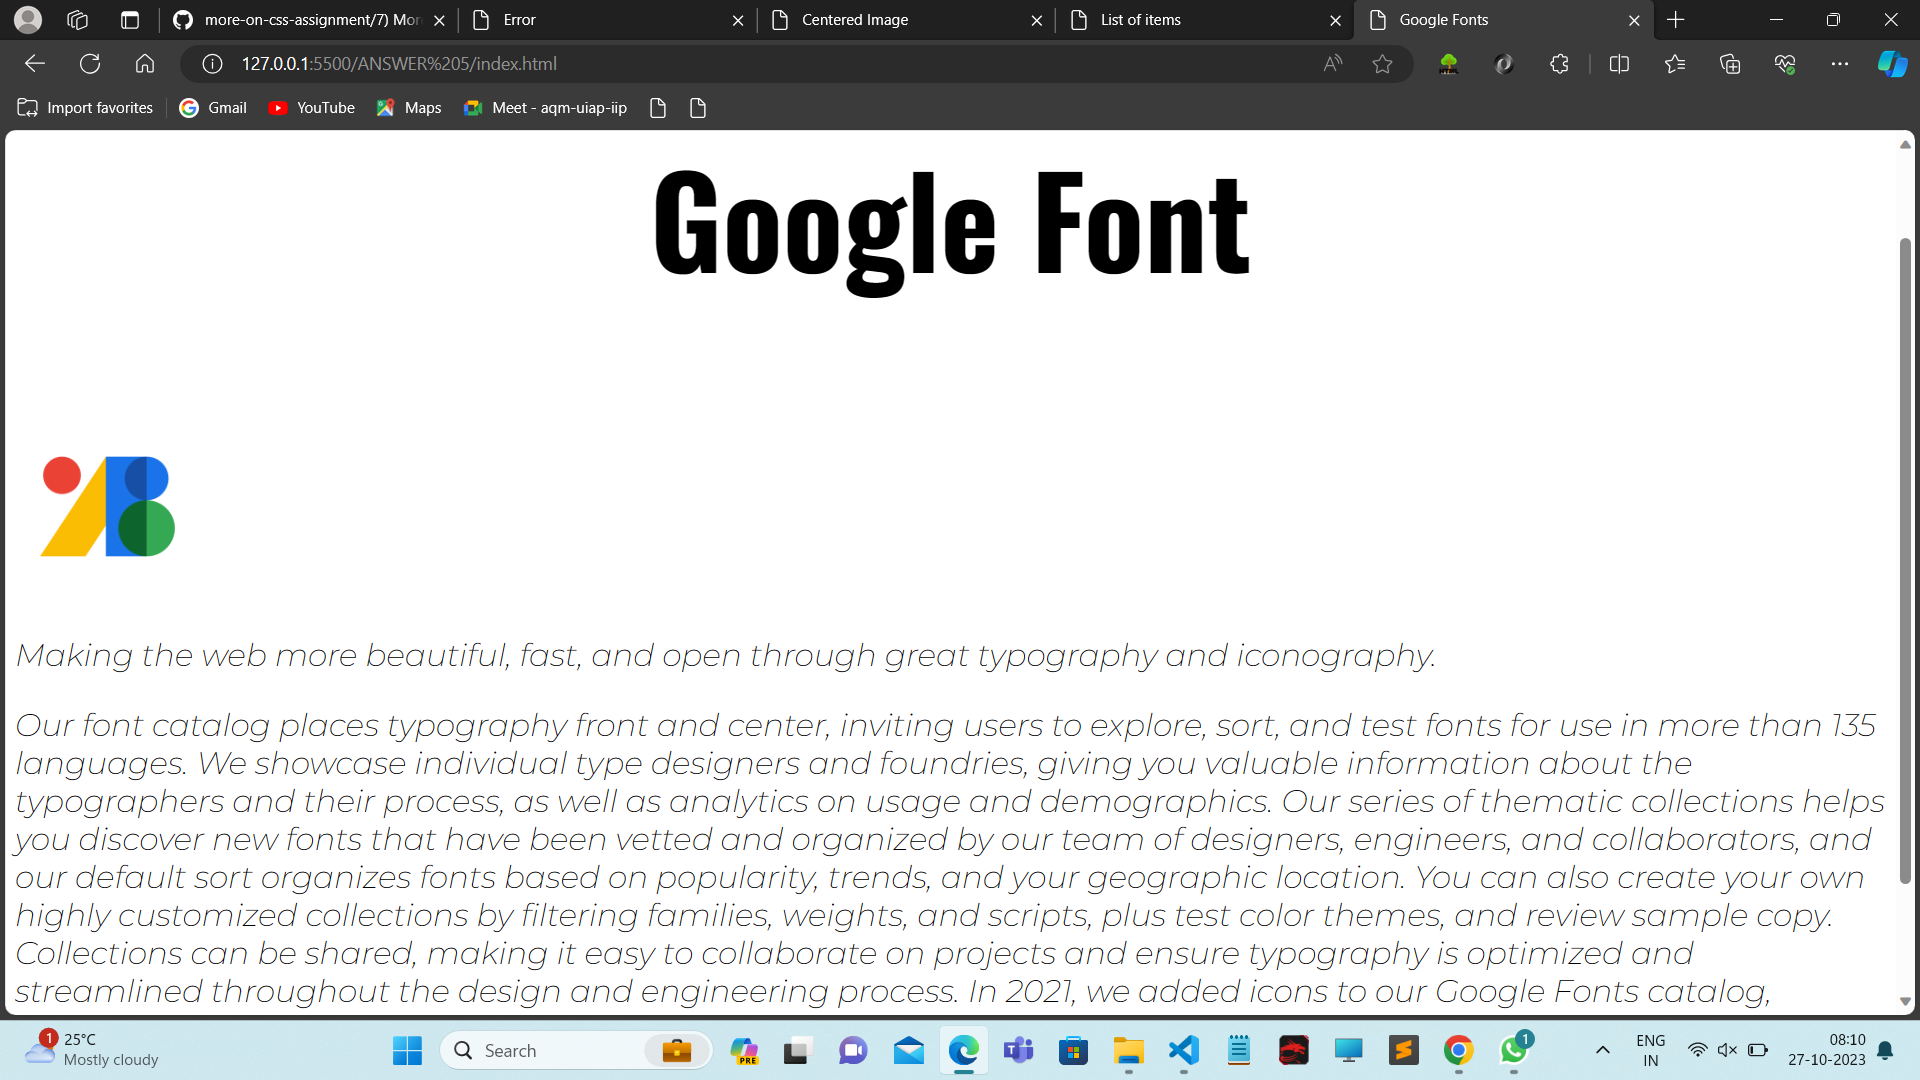 more-on-css-assignment/7) Mor
Error
Centered Image
List of items
Google Fonts
127.0.0.1:5500/ANSWER%205/index.html
Import favorites
Gmail
YouTube
Maps
Meet - aqm-uiap-iip
Google Font
Making the web more beautiful, fast, and open through great typography and iconography.
Our font catalog places typography front and center, inviting users to explore, sort, and test fonts for use in more than 135
languages. We showcase individual type designers and foundries, giving you valuable information about the
typographers and their process, as well as analytics on usage and demographics. Our series of thematic collections helps
you discover new fonts that have been vetted and organized by our team of designers, engineers, and collaborators, and
our default sort organizes fonts based on popularity, trends, and your geographic location. You can also create your own
highly customized collections by filtering families, weights, and scripts, plus test color themes, and review sample copy.
Collections can be shared, making it easy to collaborate on projects and ensure typography is optimized and
streamlined throughout the design and engineering process. In 2021, we added icons to our Google Fonts catalog,
1
25°C
Mostly cloudy
Search
PRE
1
ENG
IN
08:10
27-10-2023